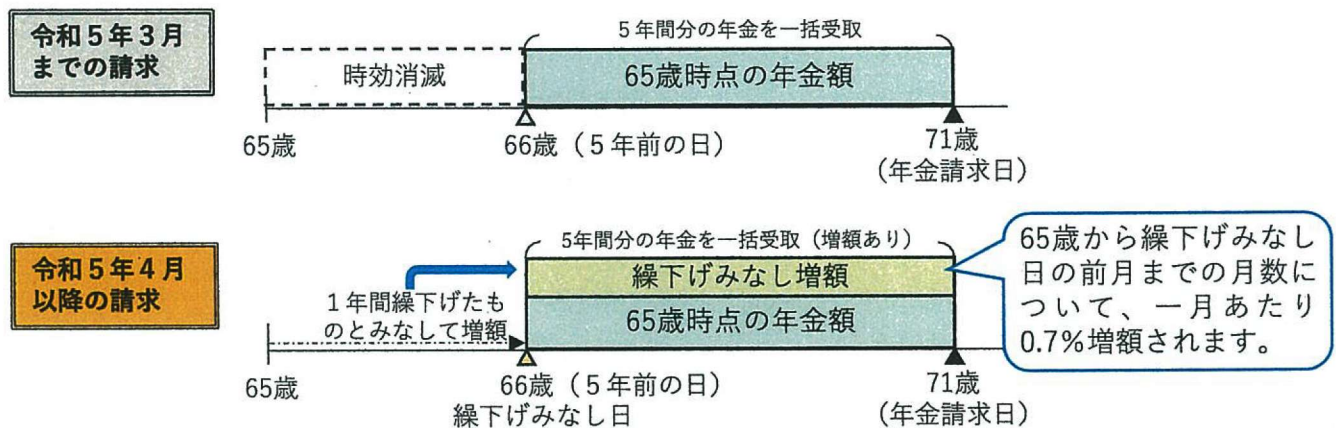 令和5年3月
までの請求
5年間分の年金を一括受取
時効消滅
65歳時点の年金額
65歳
66歳（5年前の日）
71歳
（年金請求日）
令和5年4月
以降の請求
5年間分の年金を一括受取（増額あり）
繰下げみなし増額
1年間繰下げたも
のとみなして増額
65歳時点の年金額
65歳から繰下げみなし
日の前月までの月数に
ついて、一月あたり
0.7%増額されます。
65歳
66歳（5年前の日）
繰下げみなし日
71歳
（年金請求日）